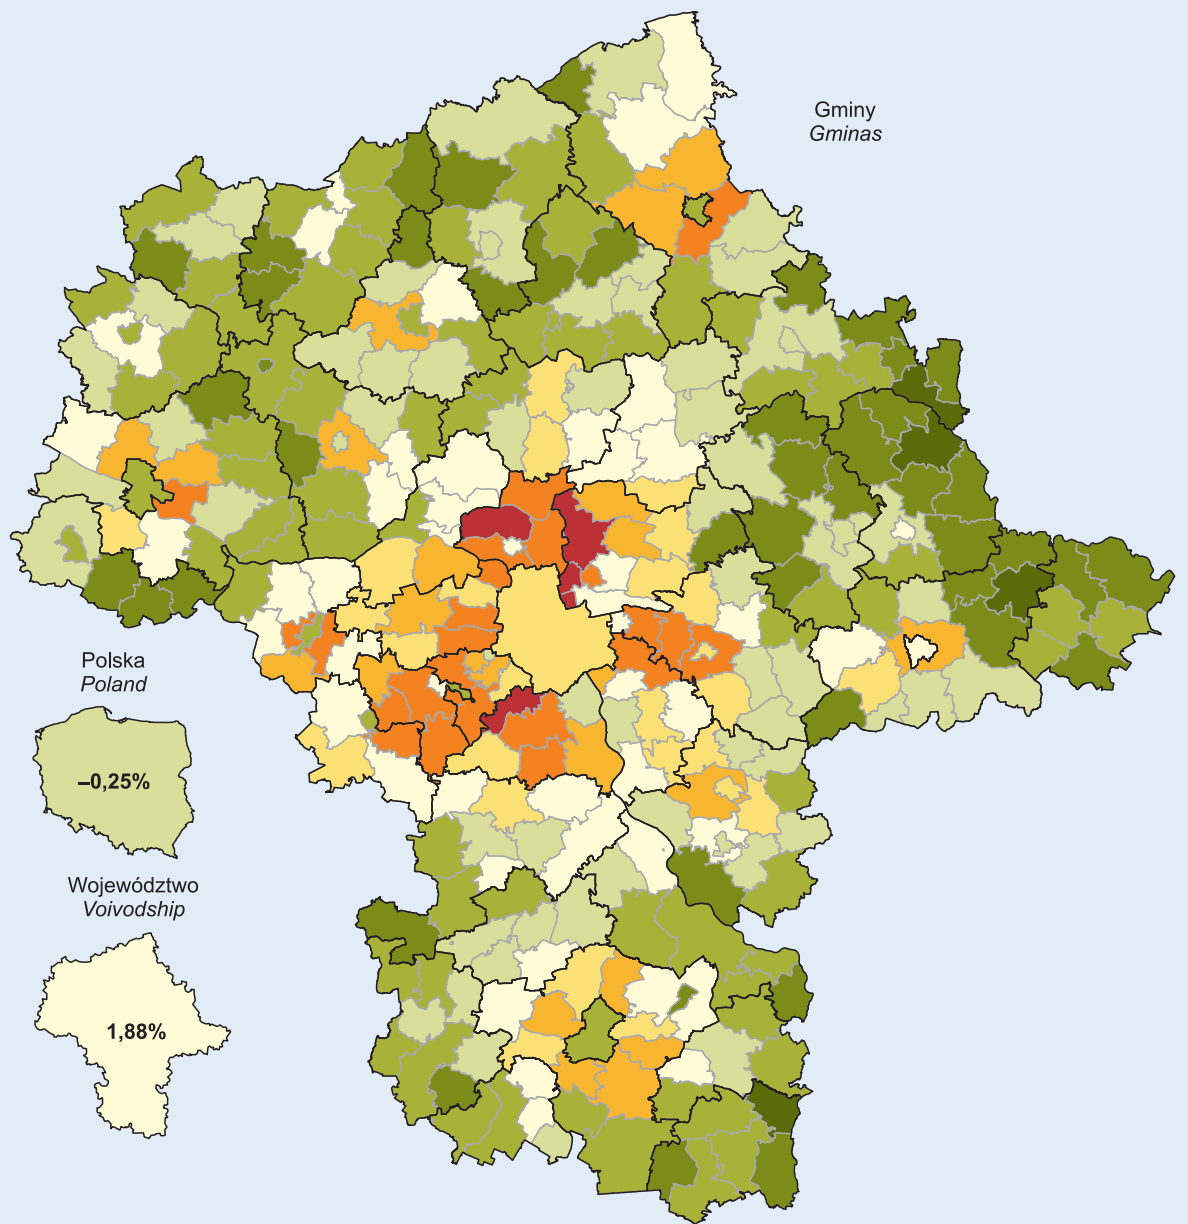 Gminy
Gminas
Polska
Poland
–0,25%
Województwo
Voivodship
1,88%